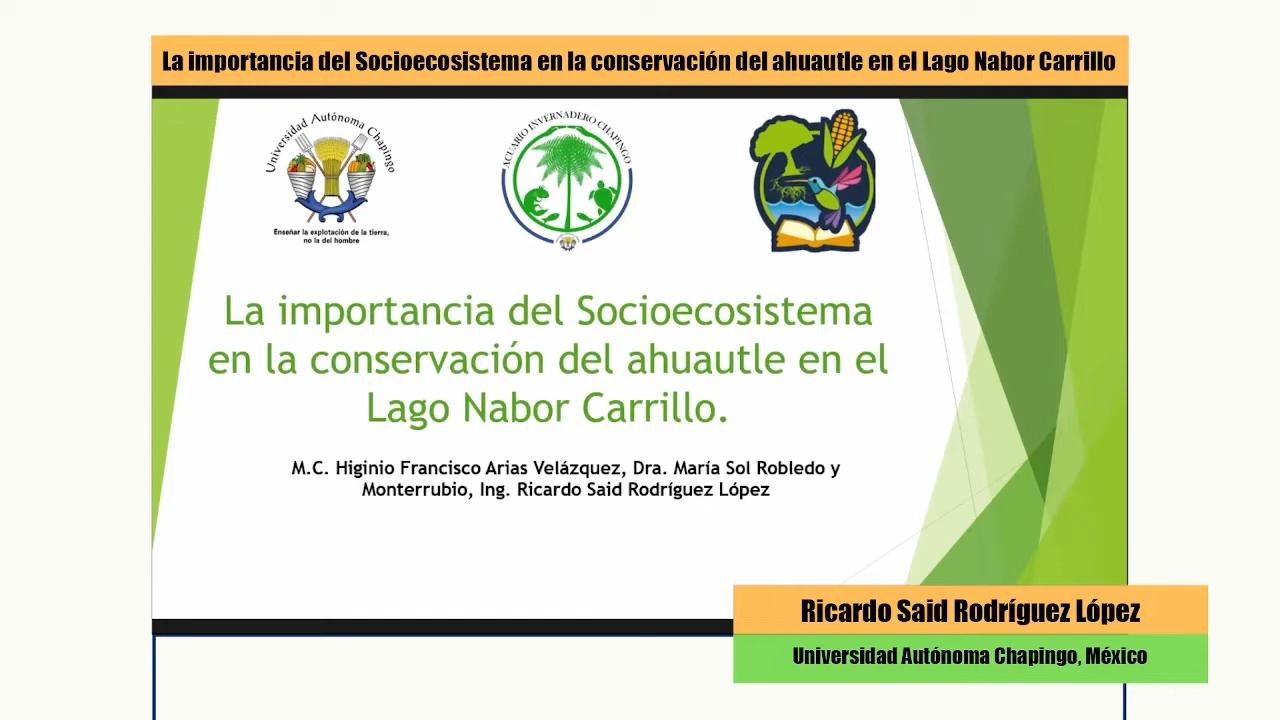 La importancia del Socioecosistema en la conservación del ahuautle en el Lago Nabor Carrillo
Universidad Autónoma Chapingo
Enseñar la explotación de la tierra,
no la del hombre
ACUARIO INVERNADERO CHAPINGO
La importancia del Socioecosistema
en la conservación del ahuautle en el
Lago Nabor Carrillo.
M.C. Higinio Francisco Arias Velázquez, Dra. María Sol Robledo y
Monterrubio, Ing. Ricardo Said Rodríguez López
Ricardo Said Rodríguez López
Universidad Autónoma Chapingo, México